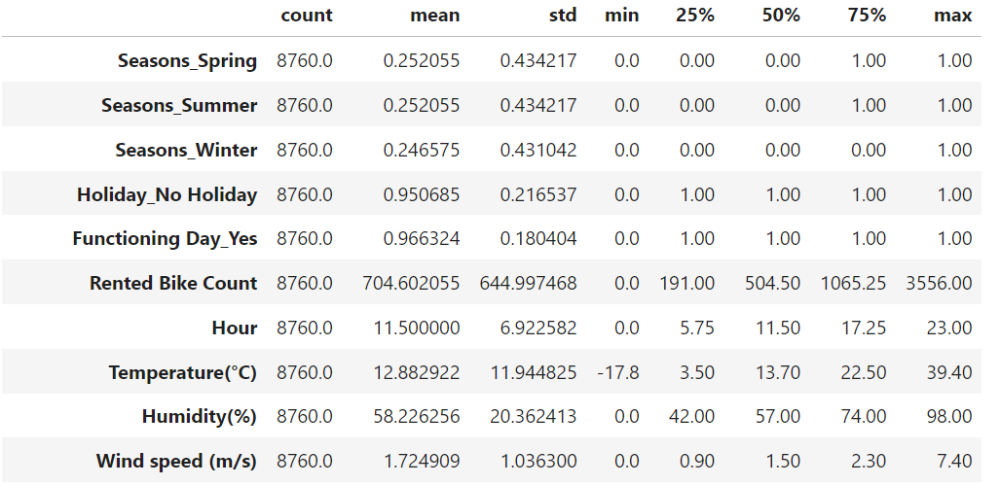 count mean std min 25% 50% 75% max
Seasons_Spring 8760.0 0.252055 0.434217 0.0 0.00 0.00 1.00 1.00
Seasons_Summer 8760.0 0.252055 0.434217 0.0 0.00 0.00 1.00 1.00
Seasons_Winter 8760.0 0.246575 0.431042 0.0 0.00 0.00 0.00 1.00
Holiday_No Holiday 8760.0 0.950685 0.216537 0.0 1.00 1.00 1.00 1.00
Functioning Day_Yes 8760.0 0.966324 0.180404 0.0 1.00 1.00 1.00 1.00
Rented Bike Count 8760.0 704.602055 644.997468 0.0 191.00 504.50 1065.25 3556.00
Hour 8760.0 11.500000 6.922582 0.0 5.75 11.50 17.25 23.00
Temperature(°C) 8760.0 12.882922 11.944825 -17.8 3.50 13.70 22.50 39.40
Humidity(%) 8760.0 58.226256 20.362413 0.0 42.00 57.00 74.00 98.00
Wind speed (m/s) 8760.0 1.724909 1.036300 0.0 0.90 1.50 2.30 7.40